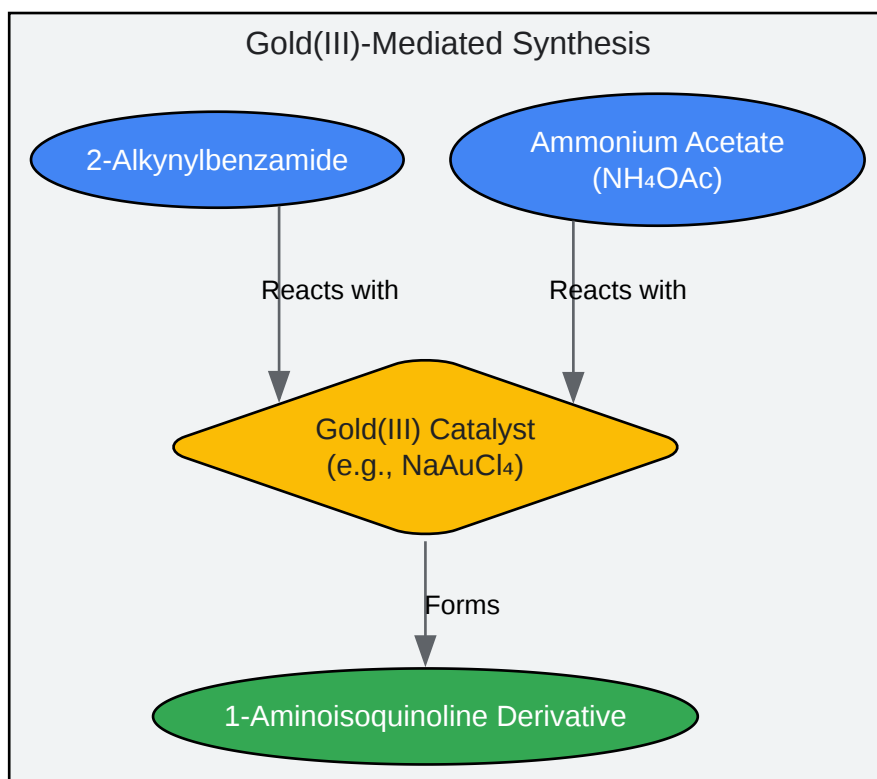 Gold(III)-Mediated Synthesis
2-Alkynylbenzamide
Ammonium Acetate
(NH₄OAc)
Reacts with
Reacts with
Gold(III) Catalyst
(e.g., NaAuCl₄)
Forms
1-Aminoisoquinoline Derivative